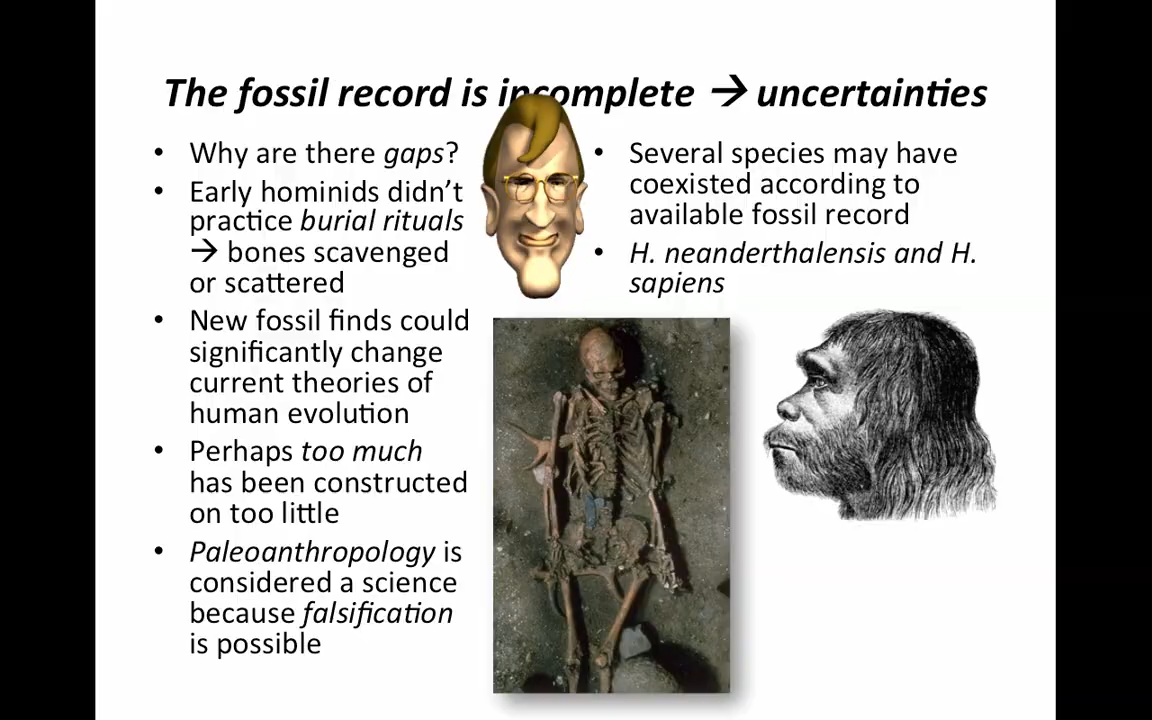 The fossil record is incomplete → uncertainties
• Why are there gaps?
• Early hominids didn’t
practice burial rituals
→ bones scavenged
or scattered
• New fossil finds could
significantly change
current theories of
human evolution
• Perhaps too much
has been constructed
on too little
• Paleoanthropology is
considered a science
because falsification
is possible
• Several species may have
coexisted according to
available fossil record
• H. neanderthalensis and H.
sapiens